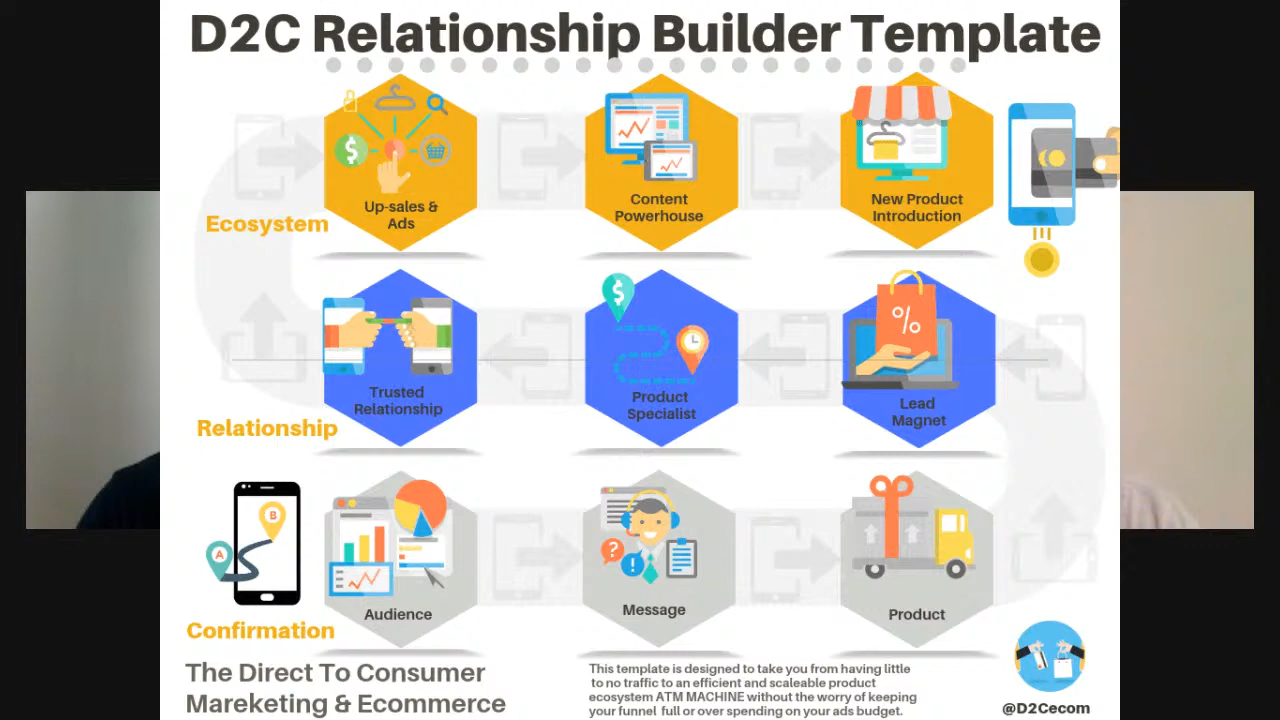 D2C Relationship Builder Template
Up-sales &
Ads
Content
Powerhouse
New Product
Introduction
Ecosystem
$
Trusted
Relationship
$
Product
Specialist
%
Lead
Magnet
Relationship
A
B
Audience
?
!
Message
Product
Confirmation
The Direct To Consumer
Mareketing & Ecommerce
This template is designed to take you from having little
to no traffic to an efficient and scaleable product
ecosystem ATM MACHINE without the worry of keeping
your funnel full or over spending on your ads budget.
@D2Cecom